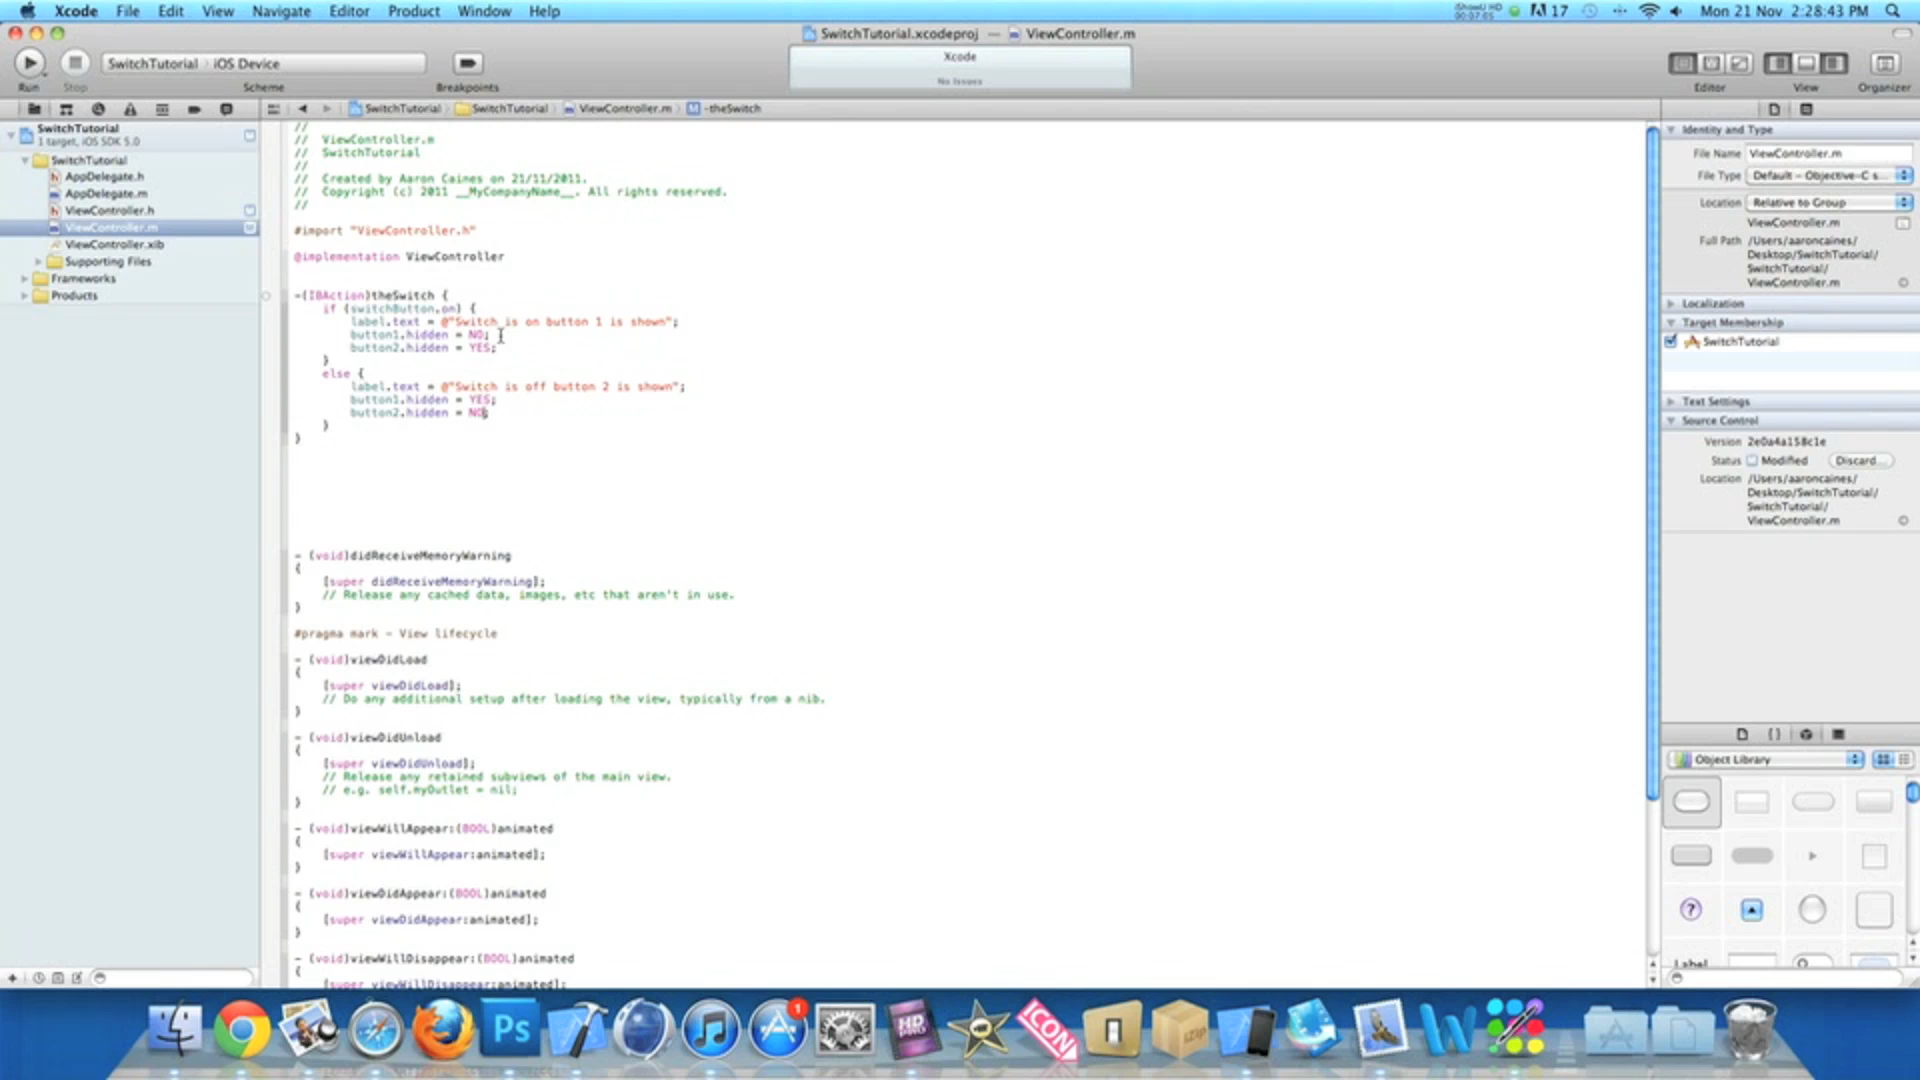 Xcode File Edit View Navigate Editor Product Window Help
17 Mon 21 Nov 2:28:43 PM
SwitchTutorial.xcodeproj — ViewController.m
SwitchTutorial iOS Device
Xcode
No Issues
Run Stop Scheme Breakpoints Editor View Organizer
SwitchTutorial SwitchTutorial ViewController.m -theSwitch
SwitchTutorial
1 target, iOS SDK 5.0
SwitchTutorial
AppDelegate.h
AppDelegate.m
ViewController.h
ViewController.m
ViewController.xib
Supporting Files
Frameworks
Products
//
// ViewController.m
// SwitchTutorial
//
// Created by Aaron Caines on 21/11/2011.
// Copyright (c) 2011 __MyCompanyName__. All rights reserved.
//
#import "ViewController.h"
@implementation ViewController
-(IBAction)theSwitch {
if (switchButton.on) {
label.text = @"Switch is on button 1 is shown";
button1.hidden = NO;
button2.hidden = YES;
}
else {
label.text = @"Switch is off button 2 is shown";
button1.hidden = YES;
button2.hidden = NO;
}
}
- (void)didReceiveMemoryWarning
{
[super didReceiveMemoryWarning];
// Release any cached data, images, etc that aren't in use.
}
#pragma mark - View lifecycle
- (void)viewDidLoad
{
[super viewDidLoad];
// Do any additional setup after loading the view, typically from a nib.
}
- (void)viewDidUnload
{
[super viewDidUnload];
// Release any retained subviews of the main view.
// e.g. self.myOutlet = nil;
}
- (void)viewWillAppear:(BOOL)animated
{
[super viewWillAppear:animated];
}
- (void)viewDidAppear:(BOOL)animated
{
[super viewDidAppear:animated];
}
- (void)viewWillDisappear:(BOOL)animated
{
[super viewWillDisappear:animated];
Identity and Type
File Name ViewController.m
File Type Default - Objective-C s...
Location Relative to Group
ViewController.m
Full Path /Users/aaroncaines/
Desktop/SwitchTutorial/
SwitchTutorial/
ViewController.m
Localization
Target Membership
SwitchTutorial
Text Settings
Source Control
Version 2e0a4a158c1e
Status Modified Discard...
Location /Users/aaroncaines/
Desktop/SwitchTutorial/
SwitchTutorial/
ViewController.m
Object Library
Label
Ps
1
HD
ICON
iZip
W